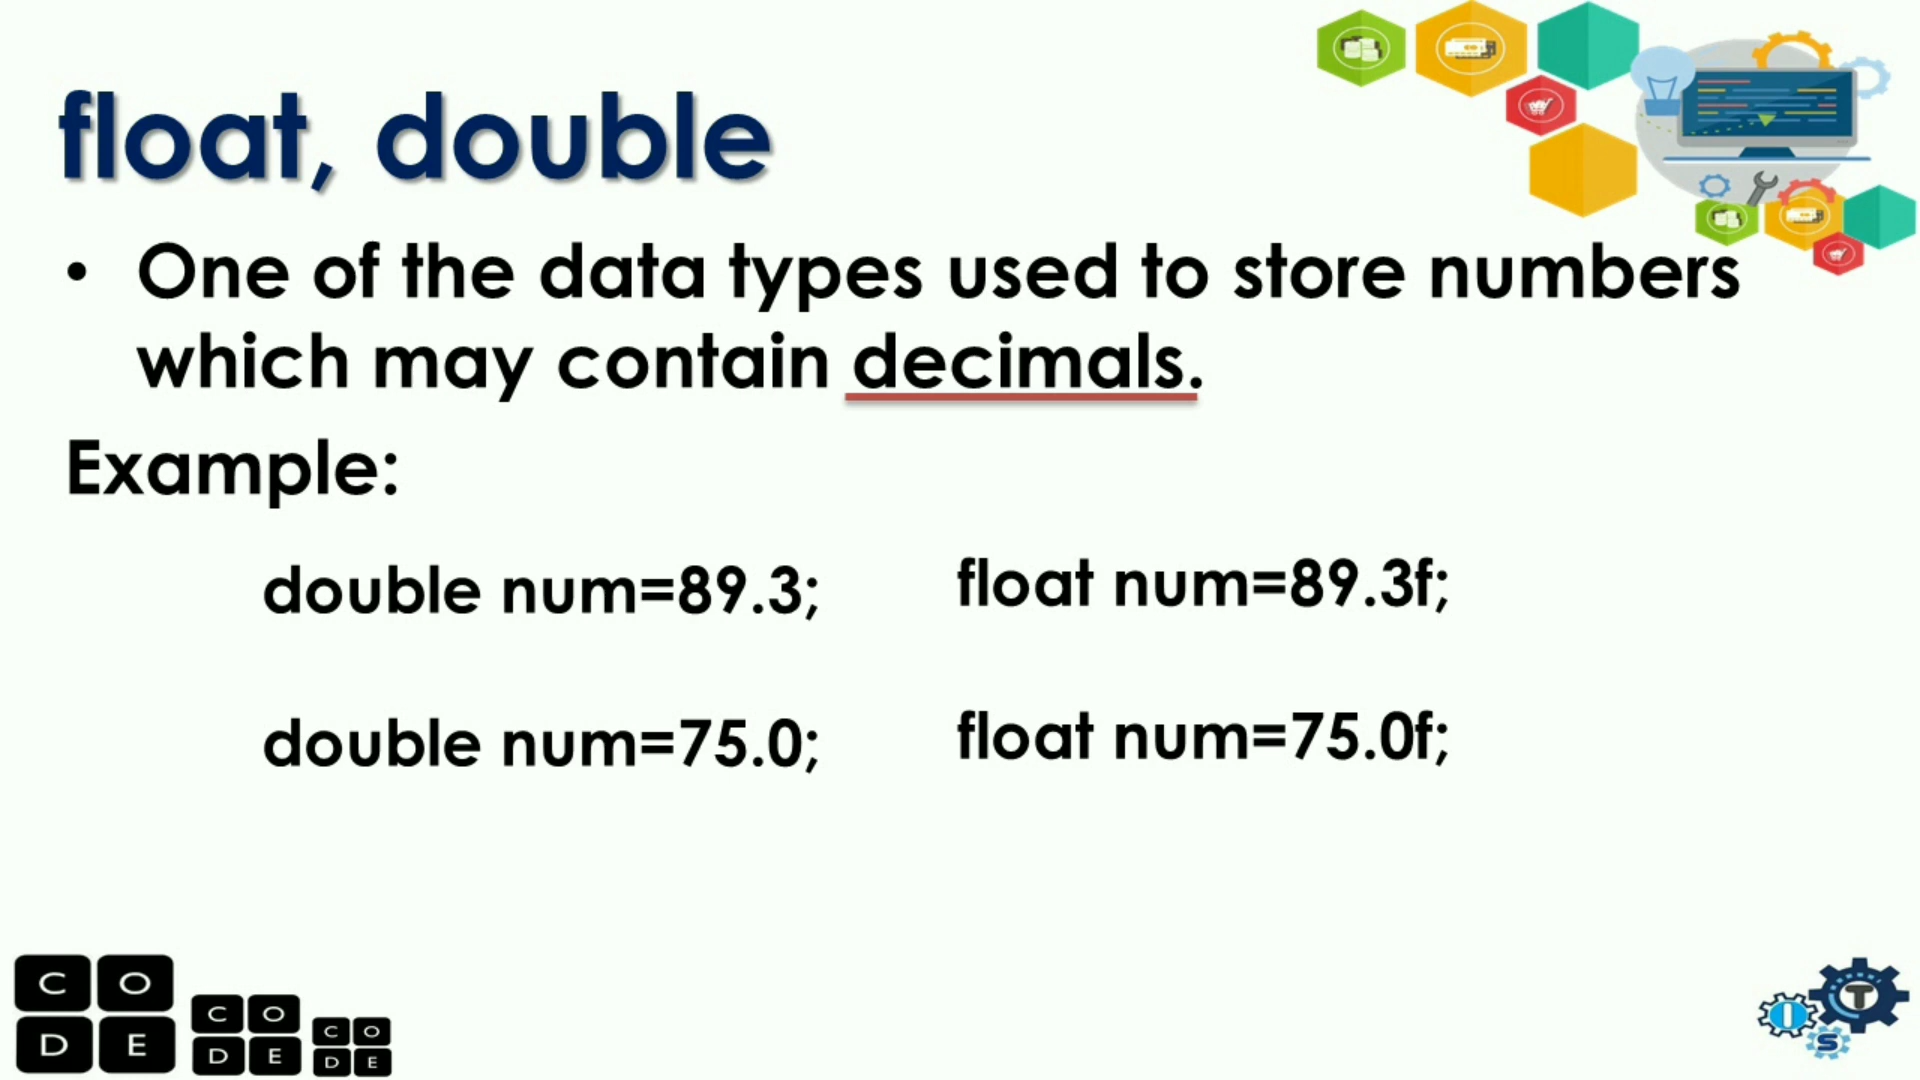 float, double
• One of the data types used to store numbers
which may contain decimals.
Example:
double num=89.3; float num=89.3f;
double num=75.0; float num=75.0f;
C O
D E
C O
D E
C O
D E
I T
S